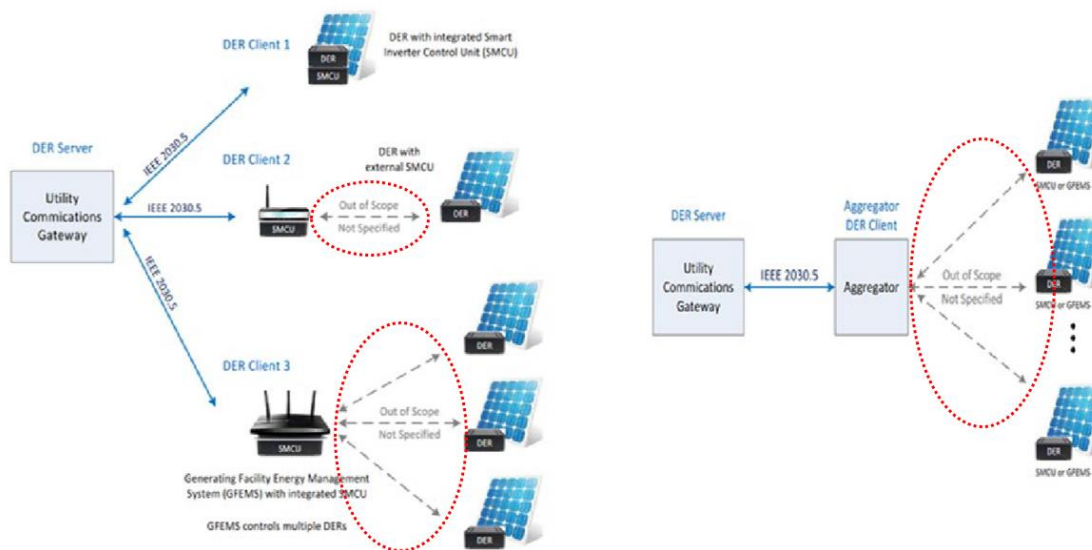 DER Client 1
DER
SMCU
DER with integrated Smart
Inverter Control Unit (SMCU)
IEEE 2030.5
DER Server
Utility
Commications
Gateway
DER Client 2
IEEE 2030.5
SMCU
Out of Scope
Not Specified
DER with
external SMCU
DER
IEEE 2030.5
DER Client 3
SMCU
Out of Scope
Not Specified
DER
DER
DER
Generating Facility Energy Management
System (GFEMS) with integrated SMCU
GFEMS controls multiple DERs
DER Server
Utility
Commications
Gateway
IEEE 2030.5
Aggregator
DER Client
Aggregator
Out of Scope
Not Specified
DER
SMCU or GFEMS
DER
SMCU or GFEMS
DER
SMCU or GFEMS